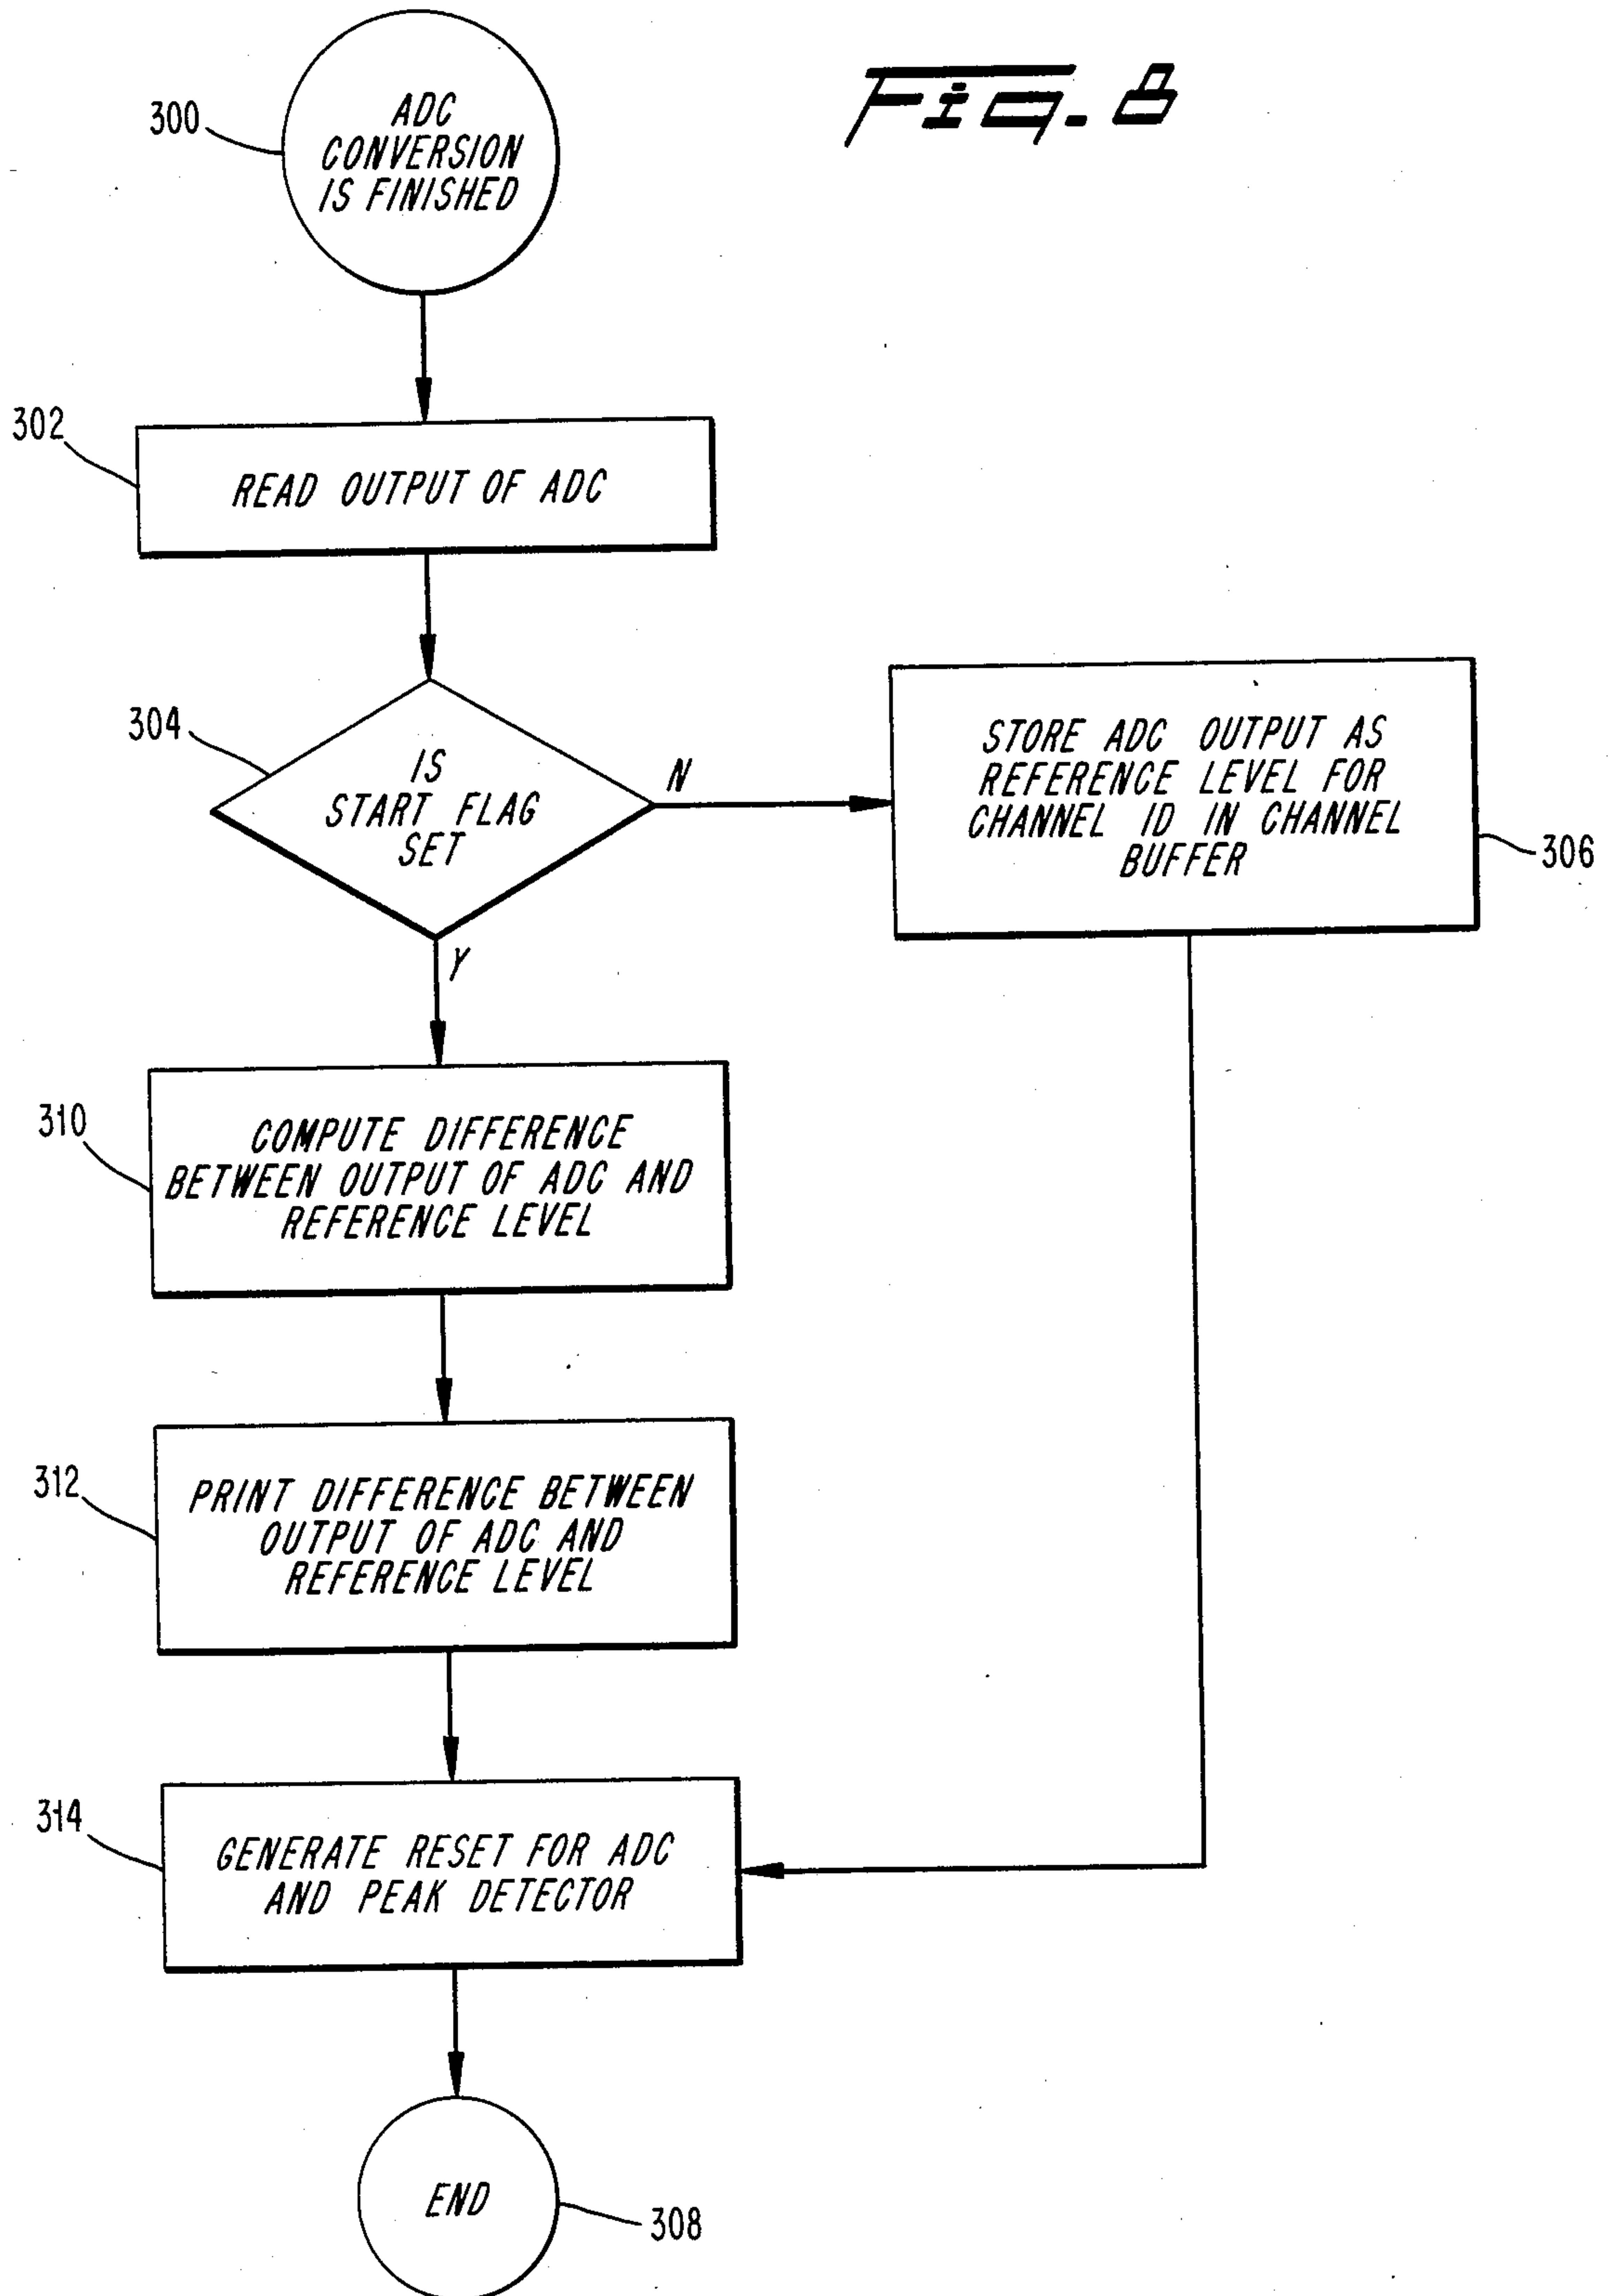 Fig. 8
300
ADC
CONVERSION
IS FINISHED
302
READ OUTPUT OF ADC
304
IS
START FLAG
SET
N
Y
STORE ADC OUTPUT AS
REFERENCE LEVEL FOR
CHANNEL ID IN CHANNEL
BUFFER
306
310
COMPUTE DIFFERENCE
BETWEEN OUTPUT OF ADC AND
REFERENCE LEVEL
312
PRINT DIFFERENCE BETWEEN
OUTPUT OF ADC AND
REFERENCE LEVEL
314
GENERATE RESET FOR ADC
AND PEAK DETECTOR
END
308